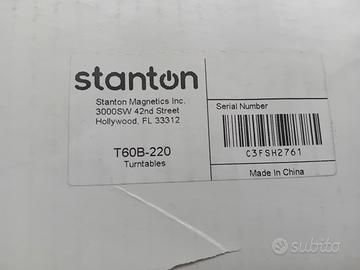 stanton
Stanton Magnetics Inc.
3000SW 42nd Street
Hollywood, FL 33312
T60B-220
Turntables
Serial Number
C3FSH2761
Made In China
subito